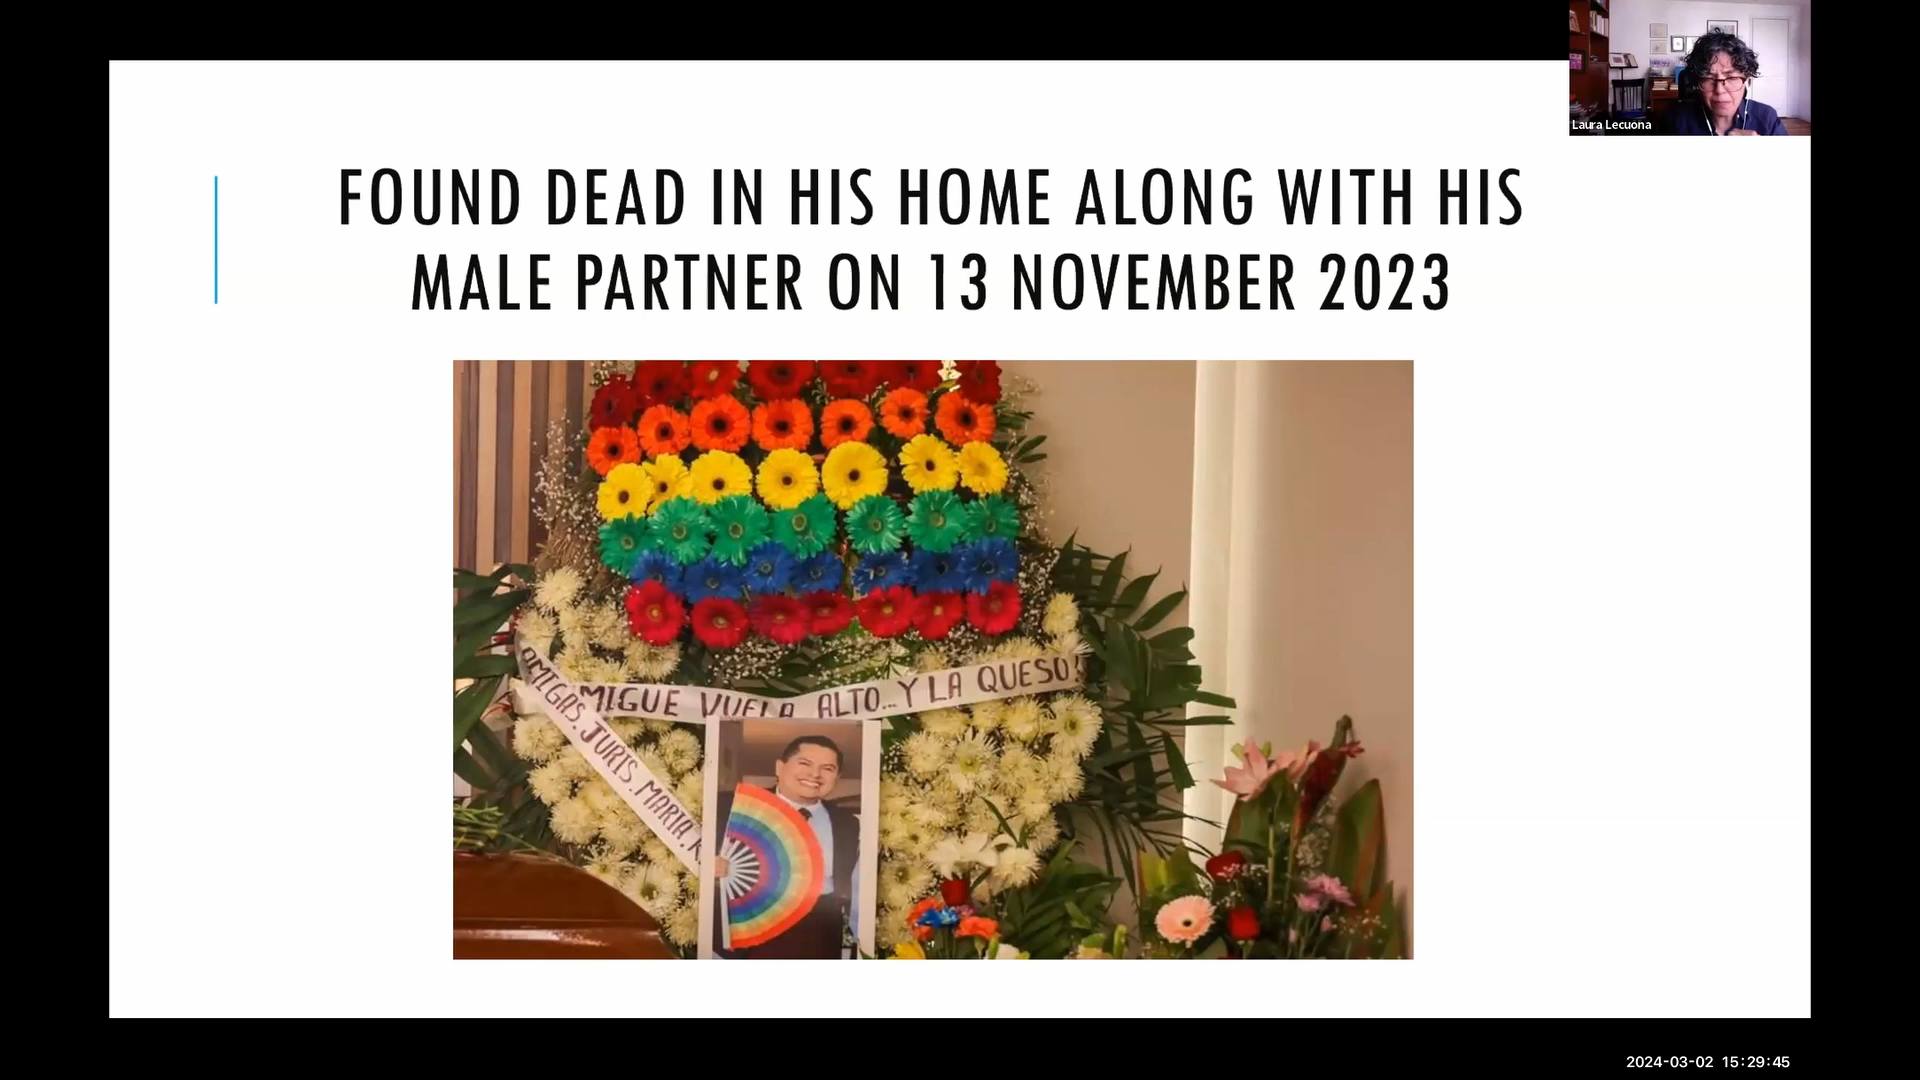 Laura Lecuona
FOUND DEAD IN HIS HOME ALONG WITH HIS
MALE PARTNER ON 13 NOVEMBER 2023
MIGUE VUELA ALTO... Y LA QUESO!
AMIGAS. JURIS. MARIA.
2024-03-02 15:29:45